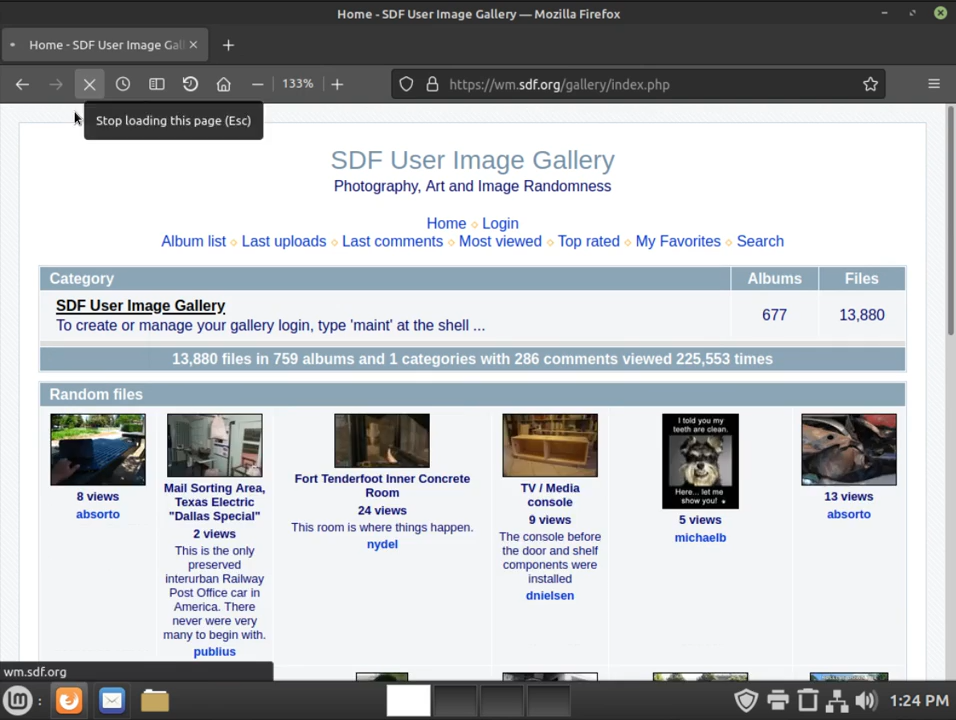 Home - SDF User Image Gallery — Mozilla Firefox
Home - SDF User Image Gal
133%
https://wm.sdf.org/gallery/index.php
Stop loading this page (Esc)
SDF User Image Gallery
Photography, Art and Image Randomness
Home Login
Album list Last uploads Last comments Most viewed Top rated My Favorites Search
Category Albums Files
SDF User Image Gallery
To create or manage your gallery login, type 'maint' at the shell ...
677 13,880
13,880 files in 759 albums and 1 categories with 286 comments viewed 225,553 times
Random files
8 views
absorto
Mail Sorting Area,
Texas Electric
"Dallas Special"
2 views
This is the only
preserved
interurban Railway
Post Office car in
America. There
never were very
many to begin with.
publius
Fort Tenderfoot Inner Concrete
Room
24 views
This room is where things happen.
nydel
TV / Media
console
9 views
The console before
the door and shelf
components were
installed
dnielsen
I told you my
teeth are clean.
Here... let me
show you!
5 views
michaelb
13 views
absorto
wm.sdf.org
1:24 PM